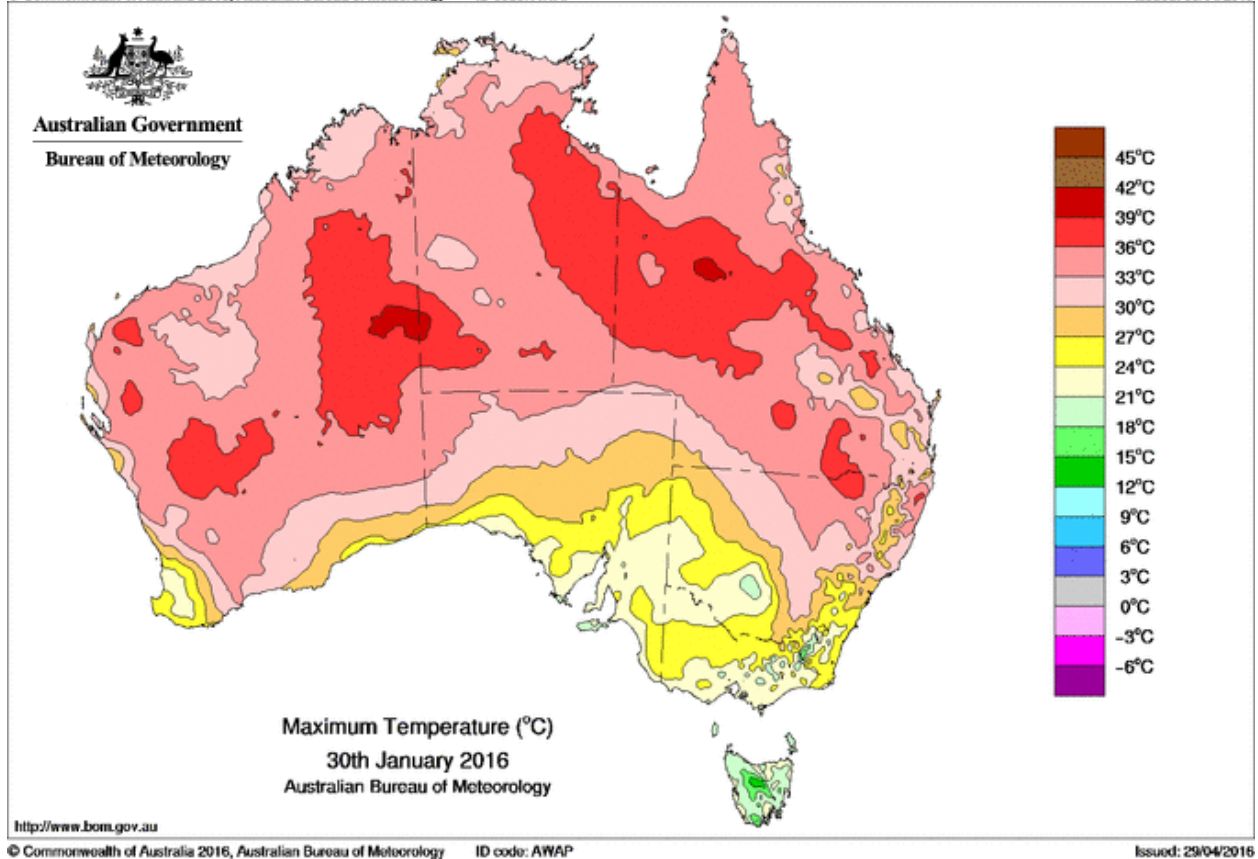 Australian Government
Bureau of Meteorology
45°C
42°C
39°C
36°C
33°C
30°C
27°C
24°C
21°C
18°C
15°C
12°C
9°C
6°C
3°C
0°C
-3°C
-6°C
Maximum Temperature (°C)
30th January 2016
Australian Bureau of Meteorology
http://www.bom.gov.au
© Commonwealth of Australia 2016, Australian Bureau of Meteorology ID code: AWAP Issued: 29/04/2016